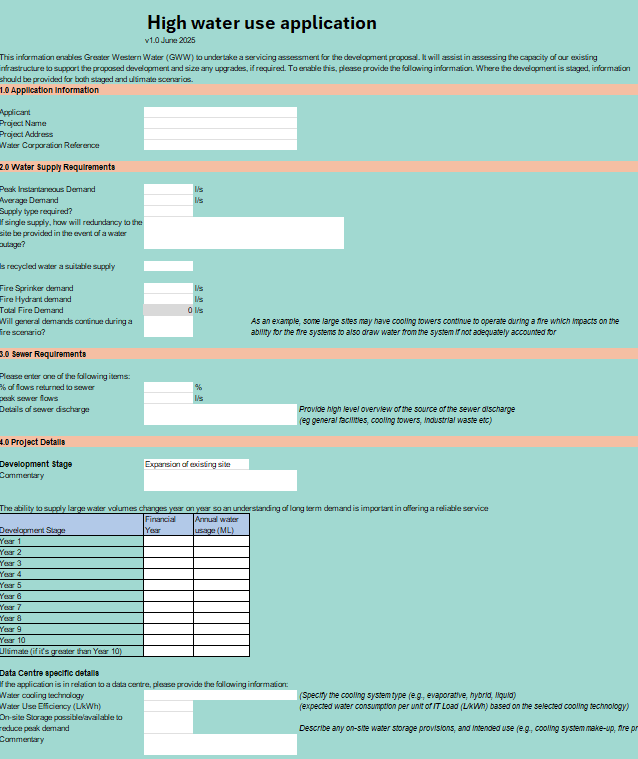 High water use application
v1.0 June 2025
This information enables Greater Western Water (GWW) to undertake a servicing assessment for the development proposal. It will assist in assessing the capacity of our existing
infrastructure to support the proposed development and size any upgrades, if required. To enable this, please provide the following information. Where the development is staged, information
should be provided for both staged and ultimate scenarios.
1.0 Application Information
Applicant
Project Name
Project Address
Water Corporation Reference
2.0 Water Supply Requirements
Peak Instantaneous Demand l/s
Average Demand l/s
Supply type required?
If single supply, how will redundancy to the
site be provided in the event of a water
outage?
Is recycled water a suitable supply
Fire Sprinker demand l/s
Fire Hydrant demand l/s
Total Fire Demand 0 l/s
Will general demands continue during a As an example, some large sites may have cooling towers continue to operate during a fire which impacts on the
fire scenario? ability for the fire systems to also draw water from the system if not adequately accounted for
3.0 Sewer Requirements
Please enter one of the following items:
% of flows returned to sewer %
peak sewer flows l/s
Details of sewer discharge Provide high level overview of the source of the sewer discharge
(eg general facilities, cooling towers, industrial waste etc)
4.0 Project Details
Development Stage Expansion of existing site
Commentary
The ability to supply large water volumes changes year on year so an understanding of long term demand is important in offering a reliable service
Financial Annual water
Development Stage Year usage (ML)
Year 1
Year 2
Year 3
Year 4
Year 5
Year 6
Year 7
Year 8
Year 9
Year 10
Ultimate (if it's greater than Year 10)
Data Centre specific details
If the application is in relation to a data centre, please provide the following information:
Water cooling technology (Specify the cooling system type (e.g., evaporative, hybrid, liquid)
Water Use Efficiency (L/kWh) (expected water consumption per unit of IT Load (L/kWh) based on the selected cooling technology)
On-site Storage possible/available to
reduce peak demand Describe any on-site water storage provisions, and intended use (e.g., cooling system make-up, fire pr
Commentary